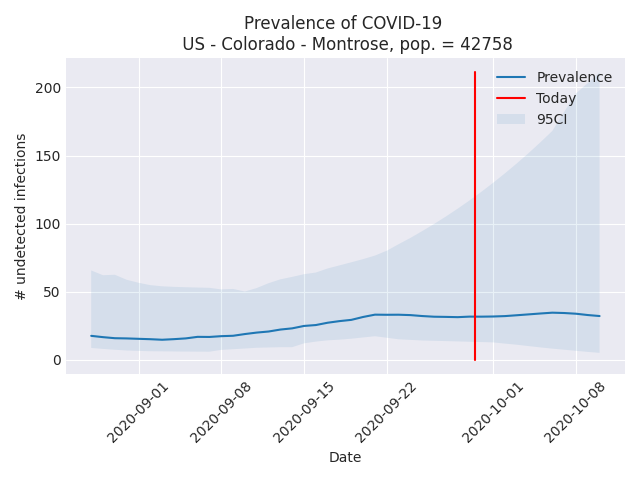 Prevalence of COVID-19
US - Colorado - Montrose, pop. = 42758
# undetected infections
200
150
100
50
0
Prevalence
Today
95CI
2020-09-01
2020-09-08
2020-09-15
2020-09-22
2020-10-01
2020-10-08
Date